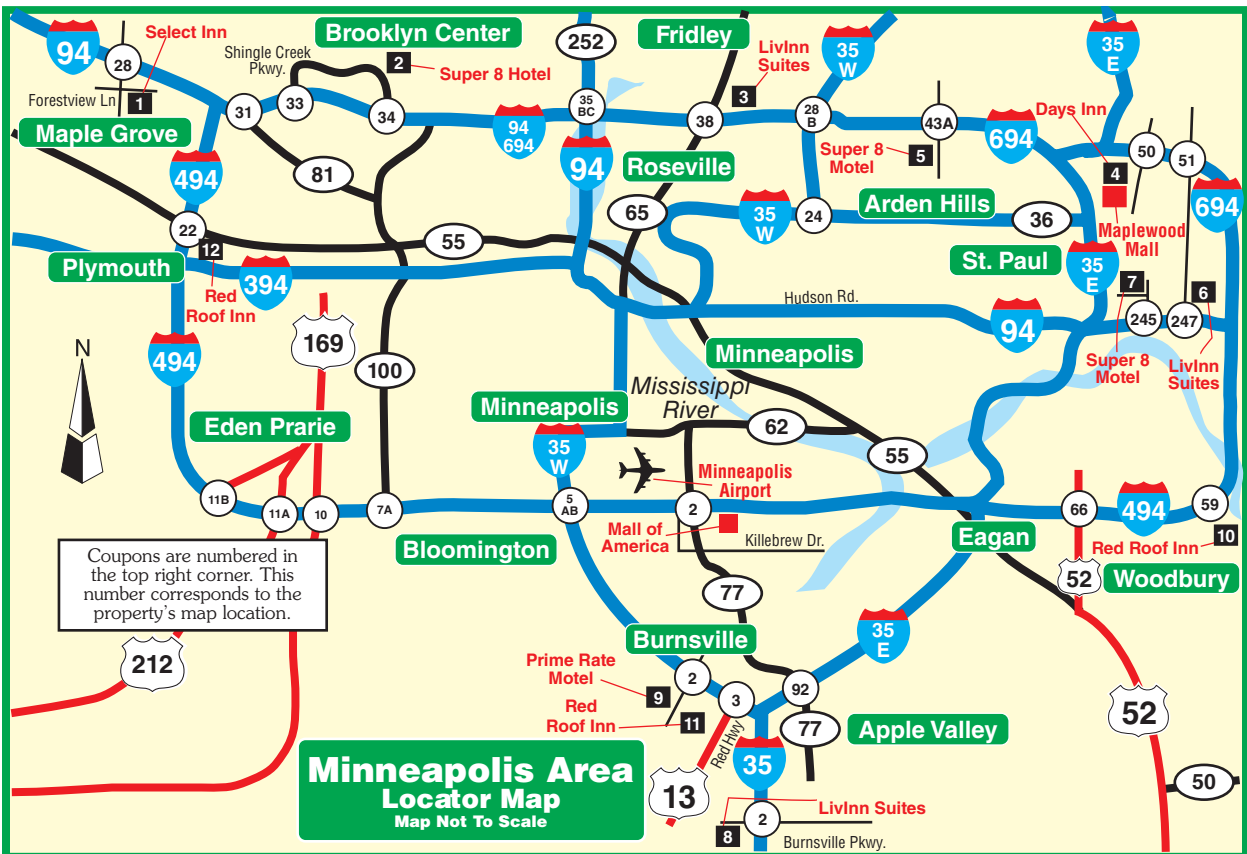 94
28
Select Inn
1
Forestview Ln
Maple Grove
Shingle Creek
Pkwy.
Brooklyn Center
2
Super 8 Hotel
31
33
34
252
35
BC
94
694
94
Fridley
LivInn
Suites
3
38
35
W
28
B
43A
Super 8
Motel
5
694
35
E
Days Inn
4
50
51
694
Maplewood
Mall
494
81
22
12
Plymouth
Red
Roof Inn
394
55
Roseville
65
35
W
24
Arden Hills
36
St. Paul
35
E
7
6
245
247
Super 8
Motel
LivInn
Suites
Hudson Rd.
94
N
494
169
100
Eden Prarie
Minneapolis
Minneapolis
Mississippi
River
35
W
62
55
11B
11A
10
7A
5
AB
Minneapolis
Airport
2
Mall of
America
Killebrew Dr.
Bloomington
Eagan
66
494
59
10
Red Roof Inn
52
Woodbury
Coupons are numbered in
the top right corner. This
number corresponds to the
property's map location.
212
77
Burnsville
35
E
Prime Rate
Motel
9
2
Red
Roof Inn
11
3
92
77
Apple Valley
52
Red Hwy
13
35
50
Minneapolis Area
Locator Map
Map Not To Scale
LivInn Suites
8
2
Burnsville Pkwy.